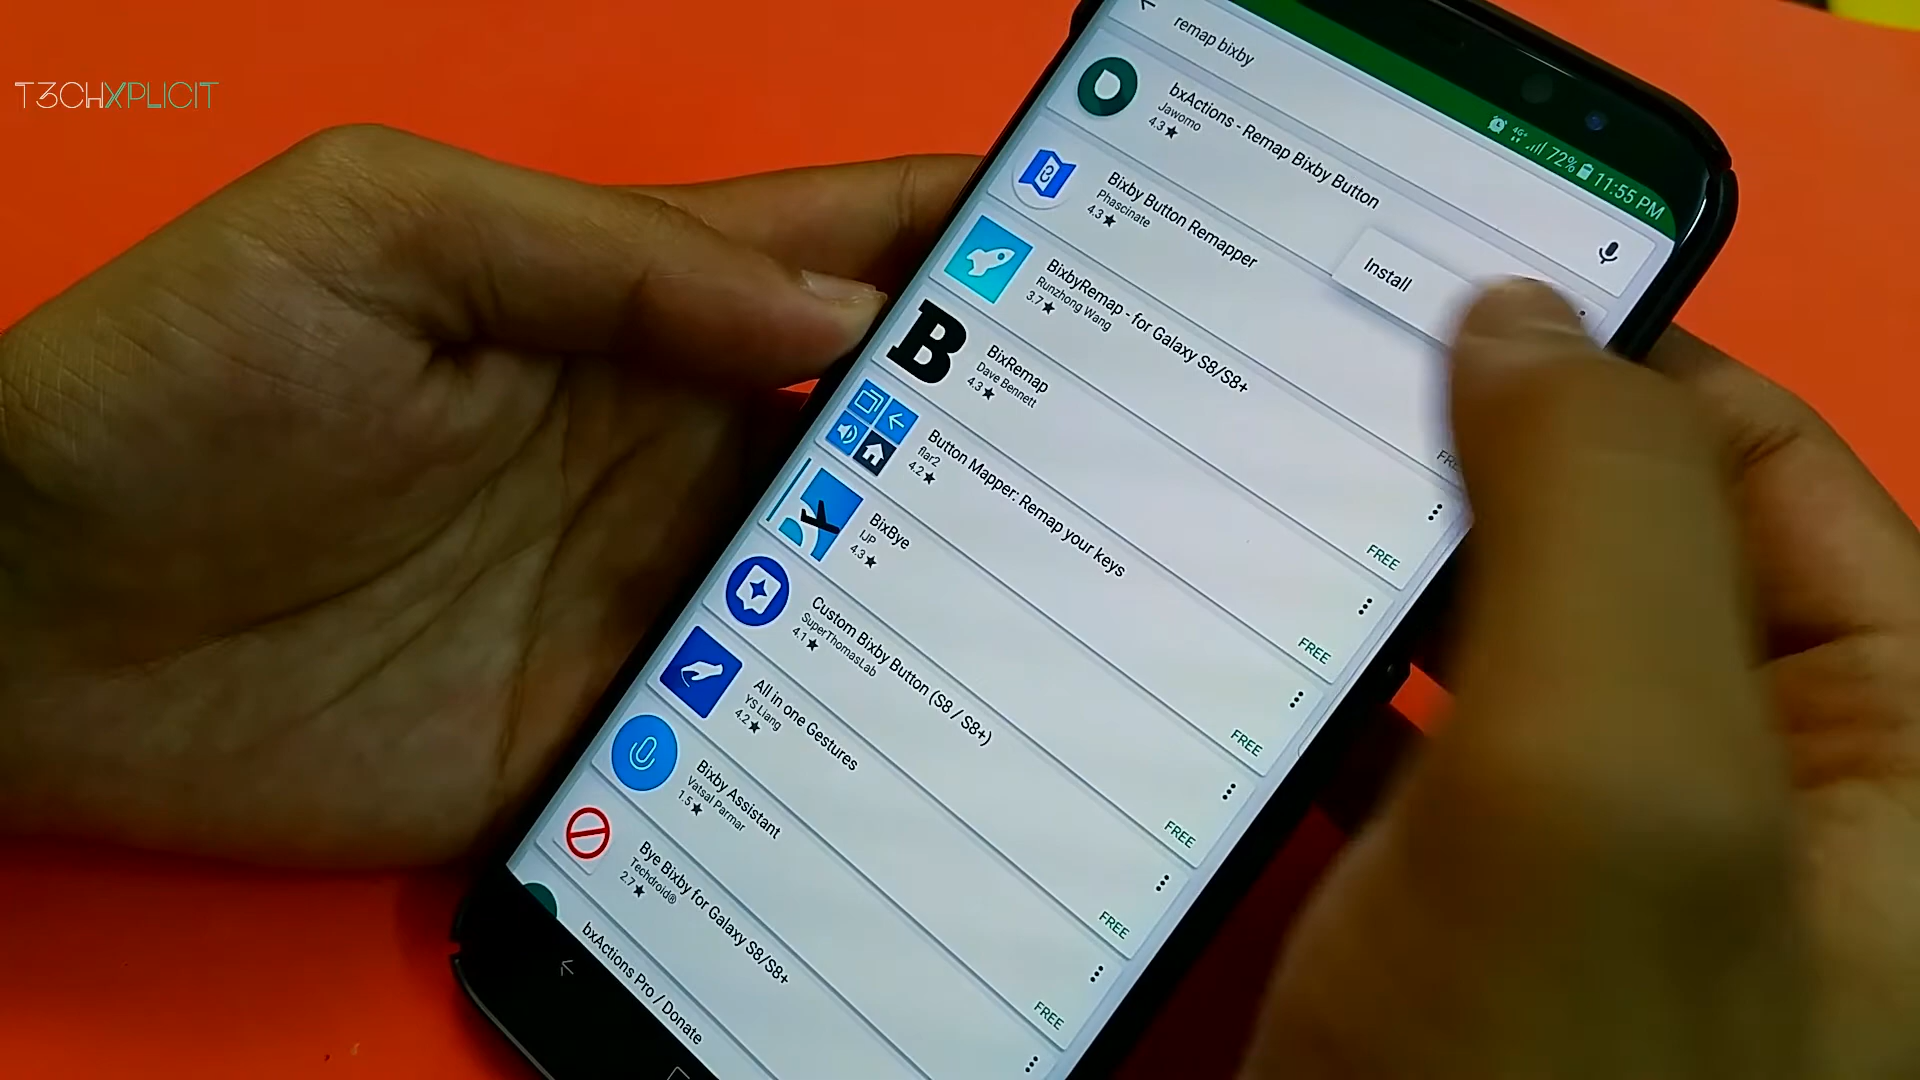 T3CHXPLICIT
remap bixby
4G+ 72% 11:55 PM
bxActions - Remap Bixby Button
Jawomo
4.3★
Install
Bixby Button Remapper
Phascinate
4.3★
BixbyRemap - for Galaxy S8/S8+
Runzhong Wang
3.7★
FREE
BixRemap
Dave Bennett
4.3★
FREE
Button Mapper: Remap your keys
flar2
4.2★
FREE
BixBye
IJP
4.3★
FREE
Custom Bixby Button (S8 / S8+)
SuperThomasLab
4.1★
FREE
All in one Gestures
YS Liang
4.2★
FREE
Bixby Assistant
Vatsal Parmar
1.5★
FREE
Bye Bixby for Galaxy S8/S8+
Techdroid®
2.7★
bxActions Pro / Donate